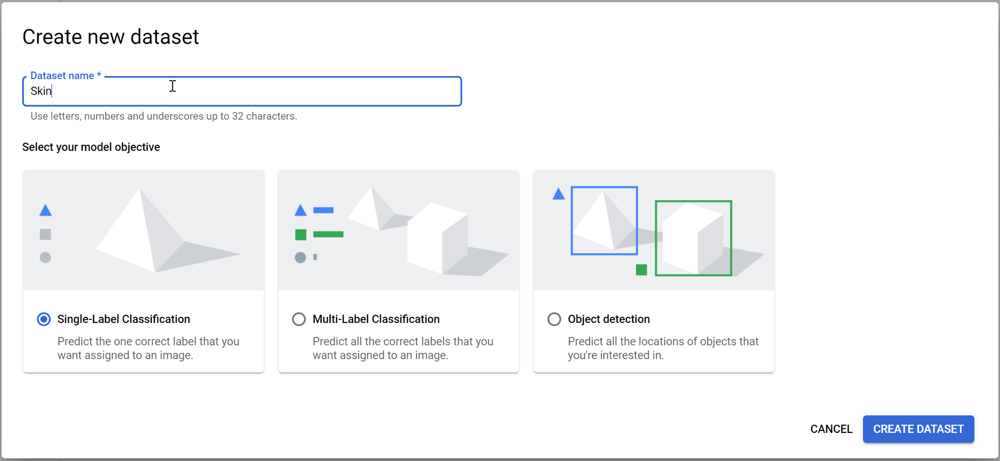 Create new dataset
Dataset name *
Skin
Use letters, numbers and underscores up to 32 characters.
Select your model objective
Single-Label Classification
Predict the one correct label that you
want assigned to an image.
Multi-Label Classification
Predict all the correct labels that you
want assigned to an image.
Object detection
Predict all the locations of objects that
you're interested in.
CANCEL
CREATE DATASET